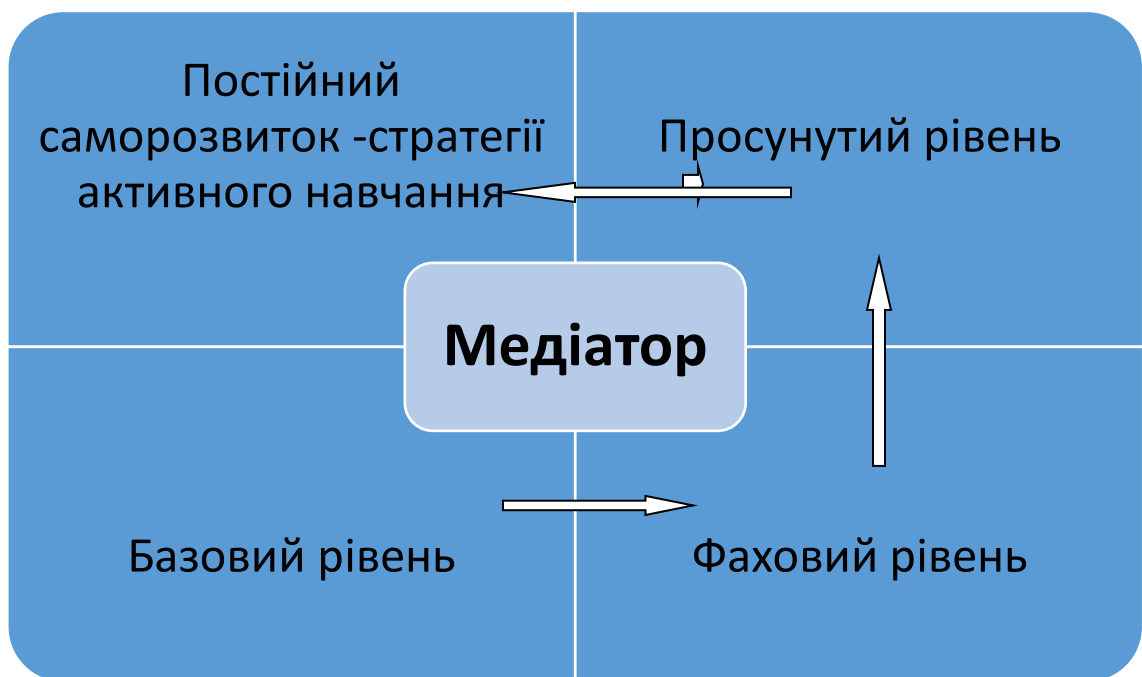 Постійний
саморозвиток -стратегії
активного навчання
Просунутий рівень
Медіатор
Базовий рівень
Фаховий рівень